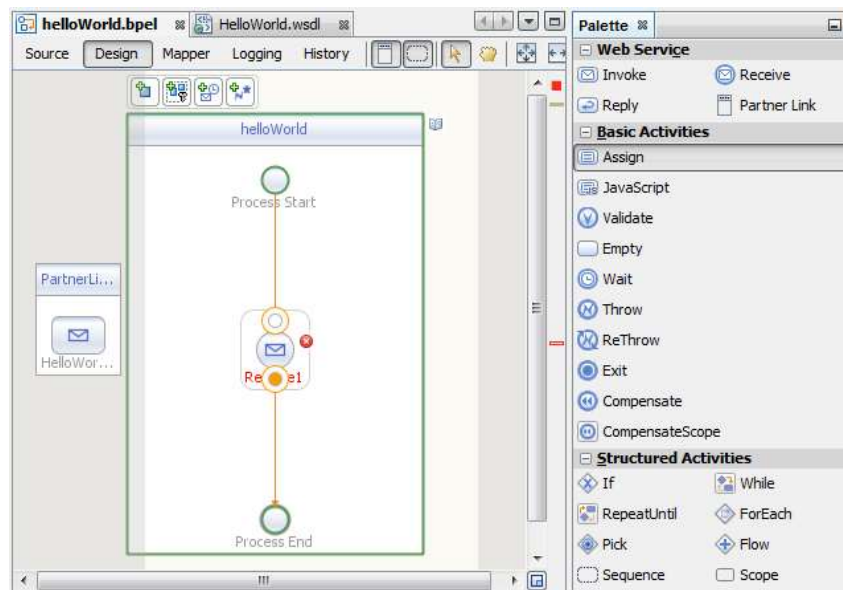 helloWorld.bpel HelloWorld.wsdl
Source Design Mapper Logging History
helloWorld
Process Start
PartnerLi...
HelloWor...
Process End
Palette
Web Service
Invoke Receive
Reply Partner Link
Basic Activities
Assign
JavaScript
Validate
Empty
Wait
Throw
ReThrow
Exit
Compensate
CompensateScope
Structured Activities
If While
RepeatUntil ForEach
Pick Flow
Sequence Scope